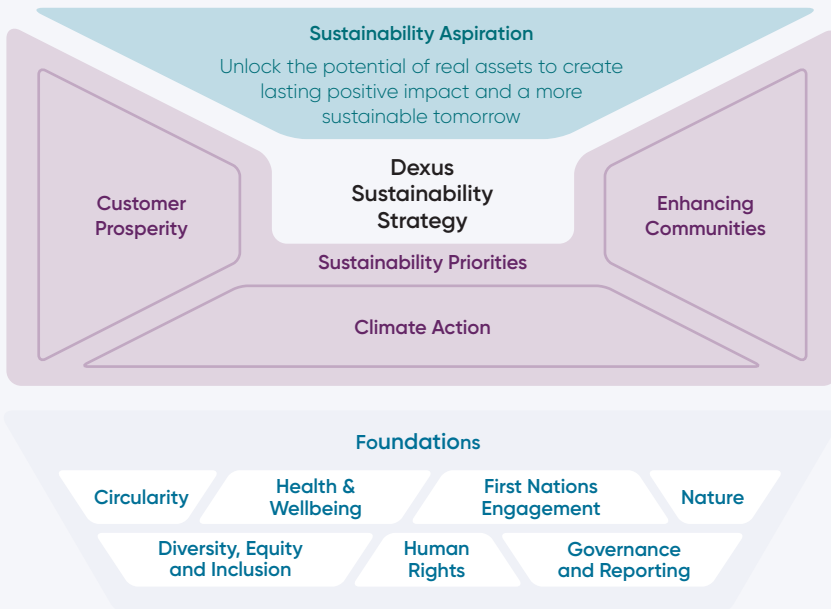 Sustainability Aspiration
Unlock the potential of real assets to create
lasting positive impact and a more
sustainable tomorrow
Dexus
Sustainability
Strategy
Customer
Prosperity
Enhancing
Communities
Sustainability Priorities
Climate Action
Foundations
Circularity
Health &
Wellbeing
First Nations
Engagement
Nature
Diversity, Equity
and Inclusion
Human
Rights
Governance
and Reporting